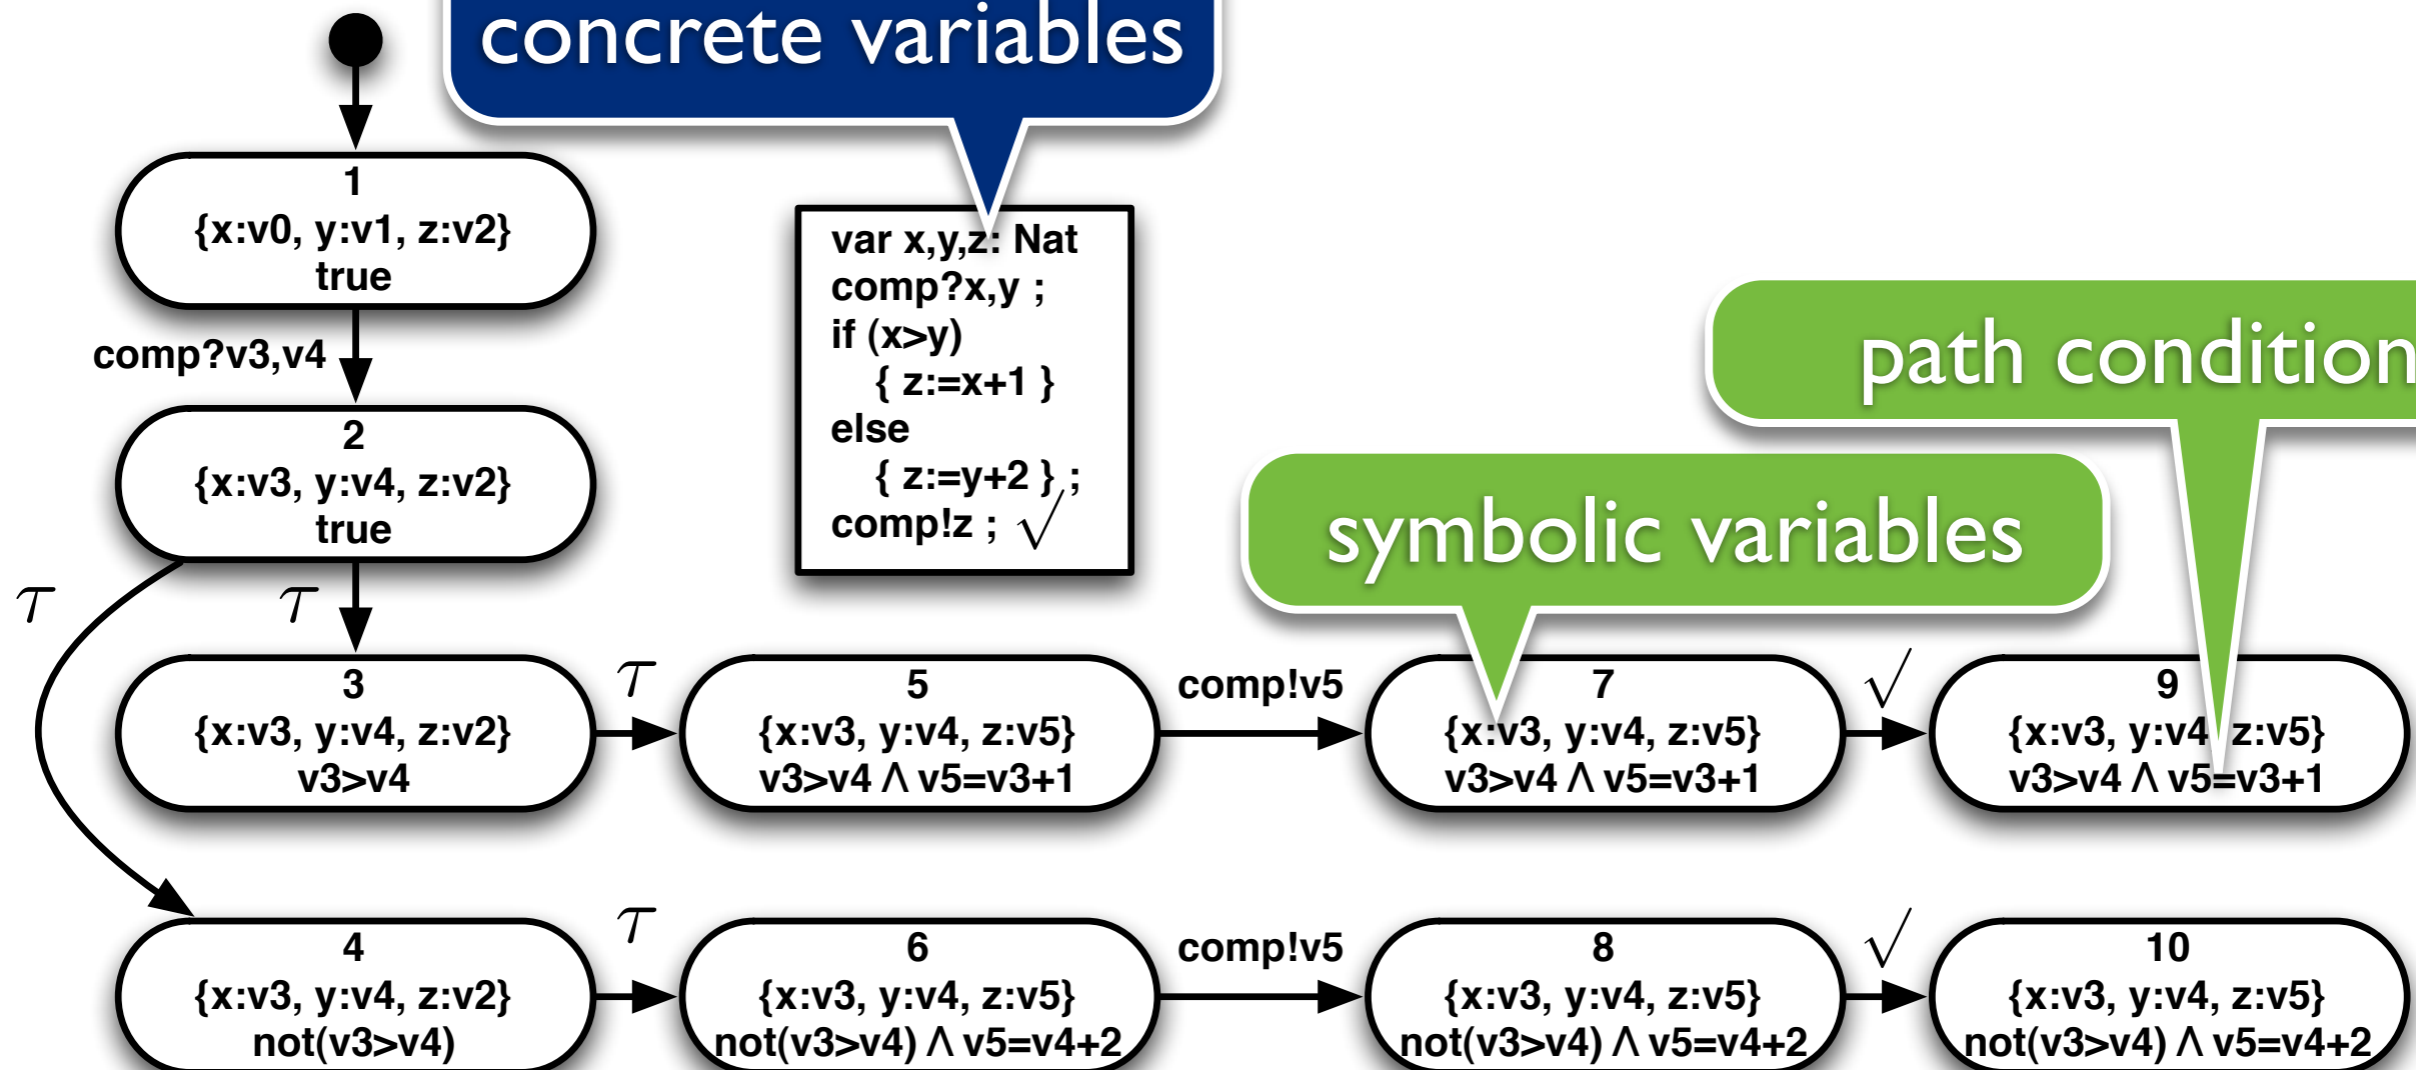 concrete variables
1
{x:v0, y:v1, z:v2}
true
comp?v3,v4
2
{x:v3, y:v4, z:v2}
true
var x,y,z: Nat
comp?x,y ;
if (x>y)
{ z:=x+1 }
else
{ z:=y+2 } ;
comp!z ; √
path condition
symbolic variables
τ
τ
3
{x:v3, y:v4, z:v2}
v3>v4
τ
5
{x:v3, y:v4, z:v5}
v3>v4 ∧ v5=v3+1
comp!v5
7
{x:v3, y:v4, z:v5}
v3>v4 ∧ v5=v3+1
√
9
{x:v3, y:v4 z:v5}
v3>v4 ∧ v5=v3+1
4
{x:v3, y:v4, z:v2}
not(v3>v4)
τ
6
{x:v3, y:v4, z:v5}
not(v3>v4) ∧ v5=v4+2
comp!v5
8
{x:v3, y:v4, z:v5}
not(v3>v4) ∧ v5=v4+2
√
10
{x:v3, y:v4, z:v5}
not(v3>v4) ∧ v5=v4+2